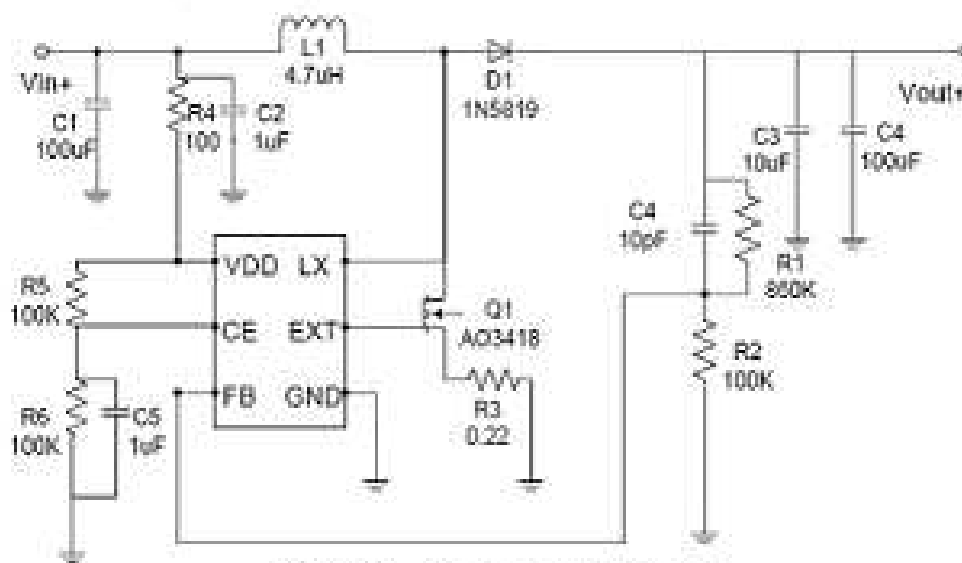 Vin+
C1
100uF
R4
100
C2
1uF
L1
4.7uH
D1
1N5819
Vout+
C3
10uF
C4
100uF
C4
10pF
R1
860K
R2
100K
R5
100K
R6
100K
C5
1uF
VDD LX
CE EXT
FB GND
Q1
AO3418
R3
0.22